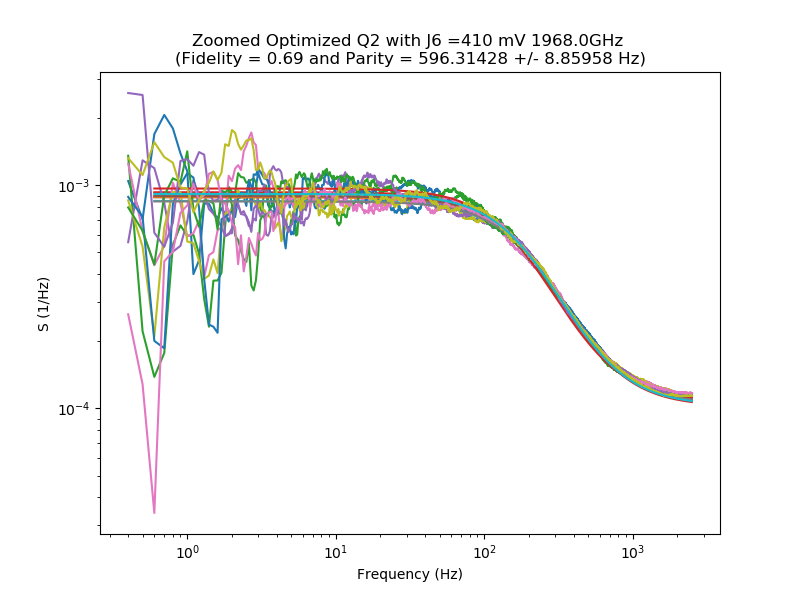 Zoomed Optimized Q2 with J6 =410 mV 1968.0GHz
(Fidelity = 0.69 and Parity = 596.31428 +/- 8.85958 Hz)
S (1/Hz)
10⁻³
10⁻⁴
10⁰ 10¹ 10² 10³
Frequency (Hz)